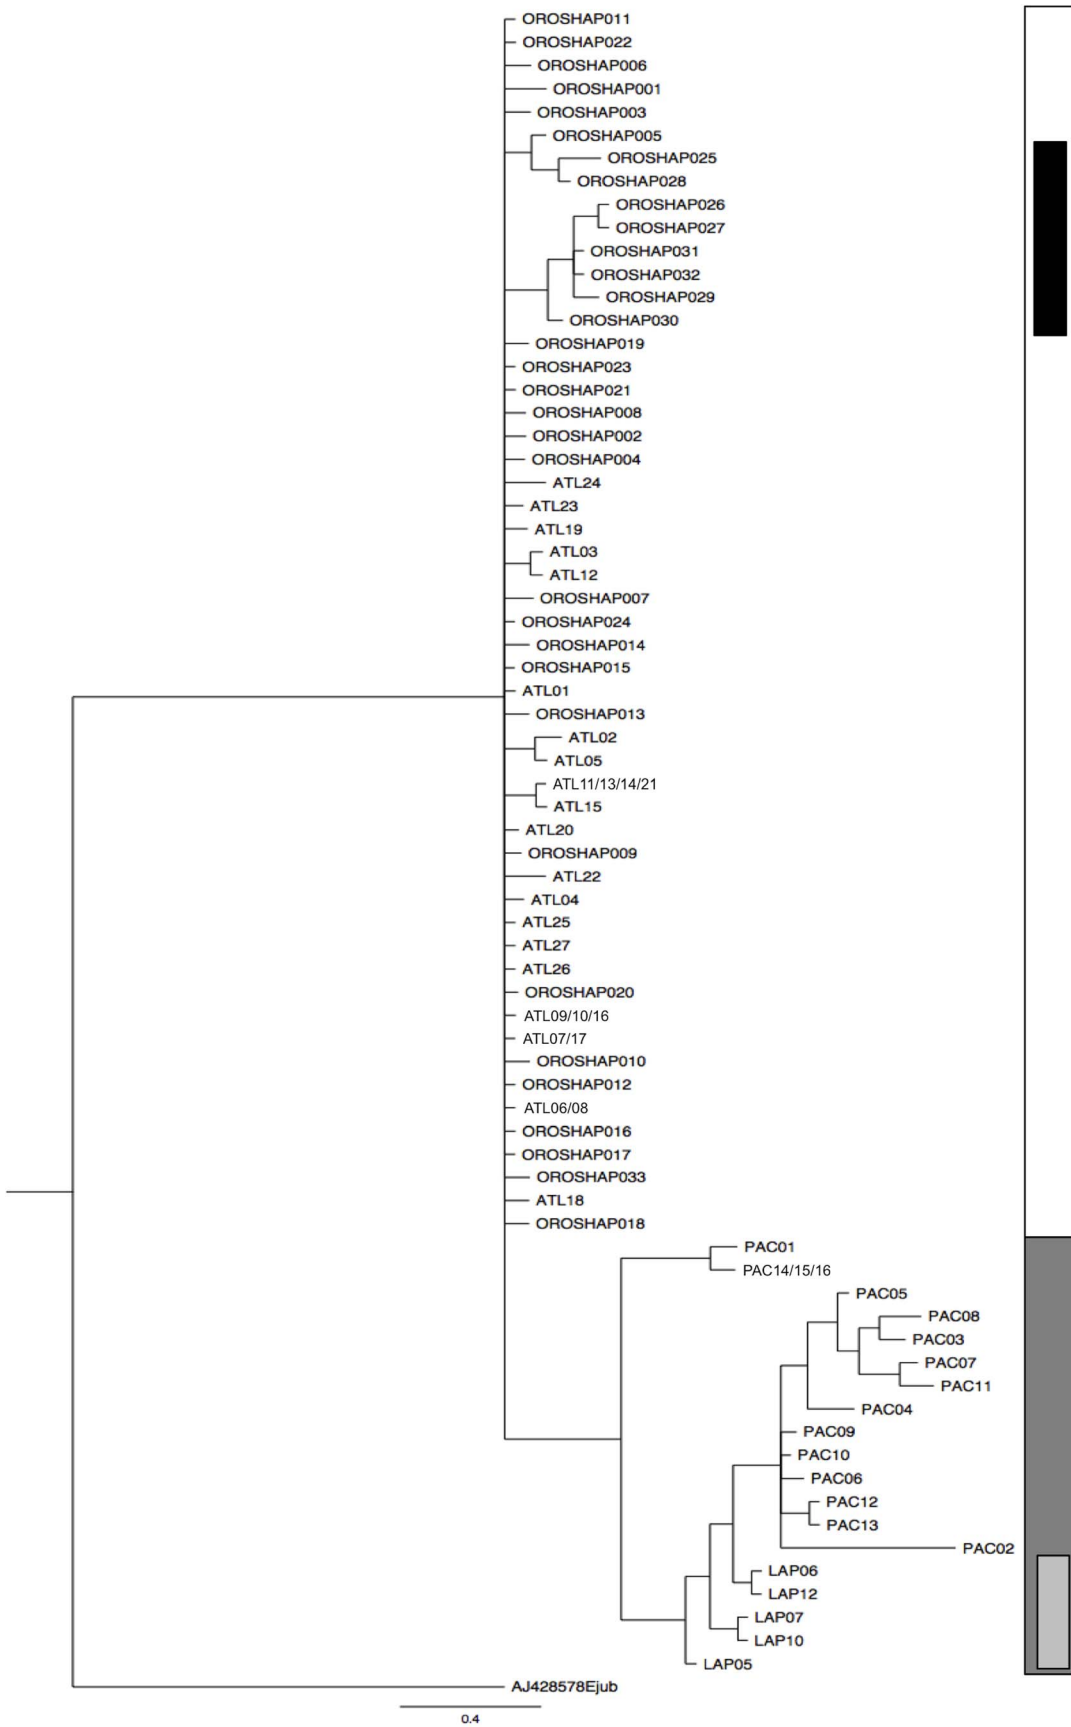 OROSHAP011
OROSHAP022
OROSHAP006
OROSHAP001
OROSHAP003
OROSHAP005
OROSHAP025
OROSHAP028
OROSHAP026
OROSHAP027
OROSHAP031
OROSHAP032
OROSHAP029
OROSHAP030
OROSHAP019
OROSHAP023
OROSHAP021
OROSHAP008
OROSHAP002
OROSHAP004
ATL24
ATL23
ATL19
ATL03
ATL12
OROSHAP007
OROSHAP024
OROSHAP014
OROSHAP015
ATL01
OROSHAP013
ATL02
ATL05
ATL11/13/14/21
ATL15
ATL20
OROSHAP009
ATL22
ATL04
ATL25
ATL27
ATL26
OROSHAP020
ATL09/10/16
ATL07/17
OROSHAP010
OROSHAP012
ATL06/08
OROSHAP016
OROSHAP017
OROSHAP033
ATL18
OROSHAP018
PAC01
PAC14/15/16
PAC05
PAC08
PAC03
PAC07
PAC11
PAC04
PAC09
PAC10
PAC06
PAC12
PAC13
PAC02
LAP06
LAP12
LAP07
LAP10
LAP05
AJ428578Ejub
0.4